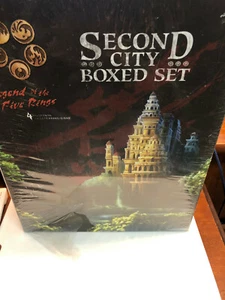 SECOND
CITY
BOXED SET
Legend of the
Five Rings